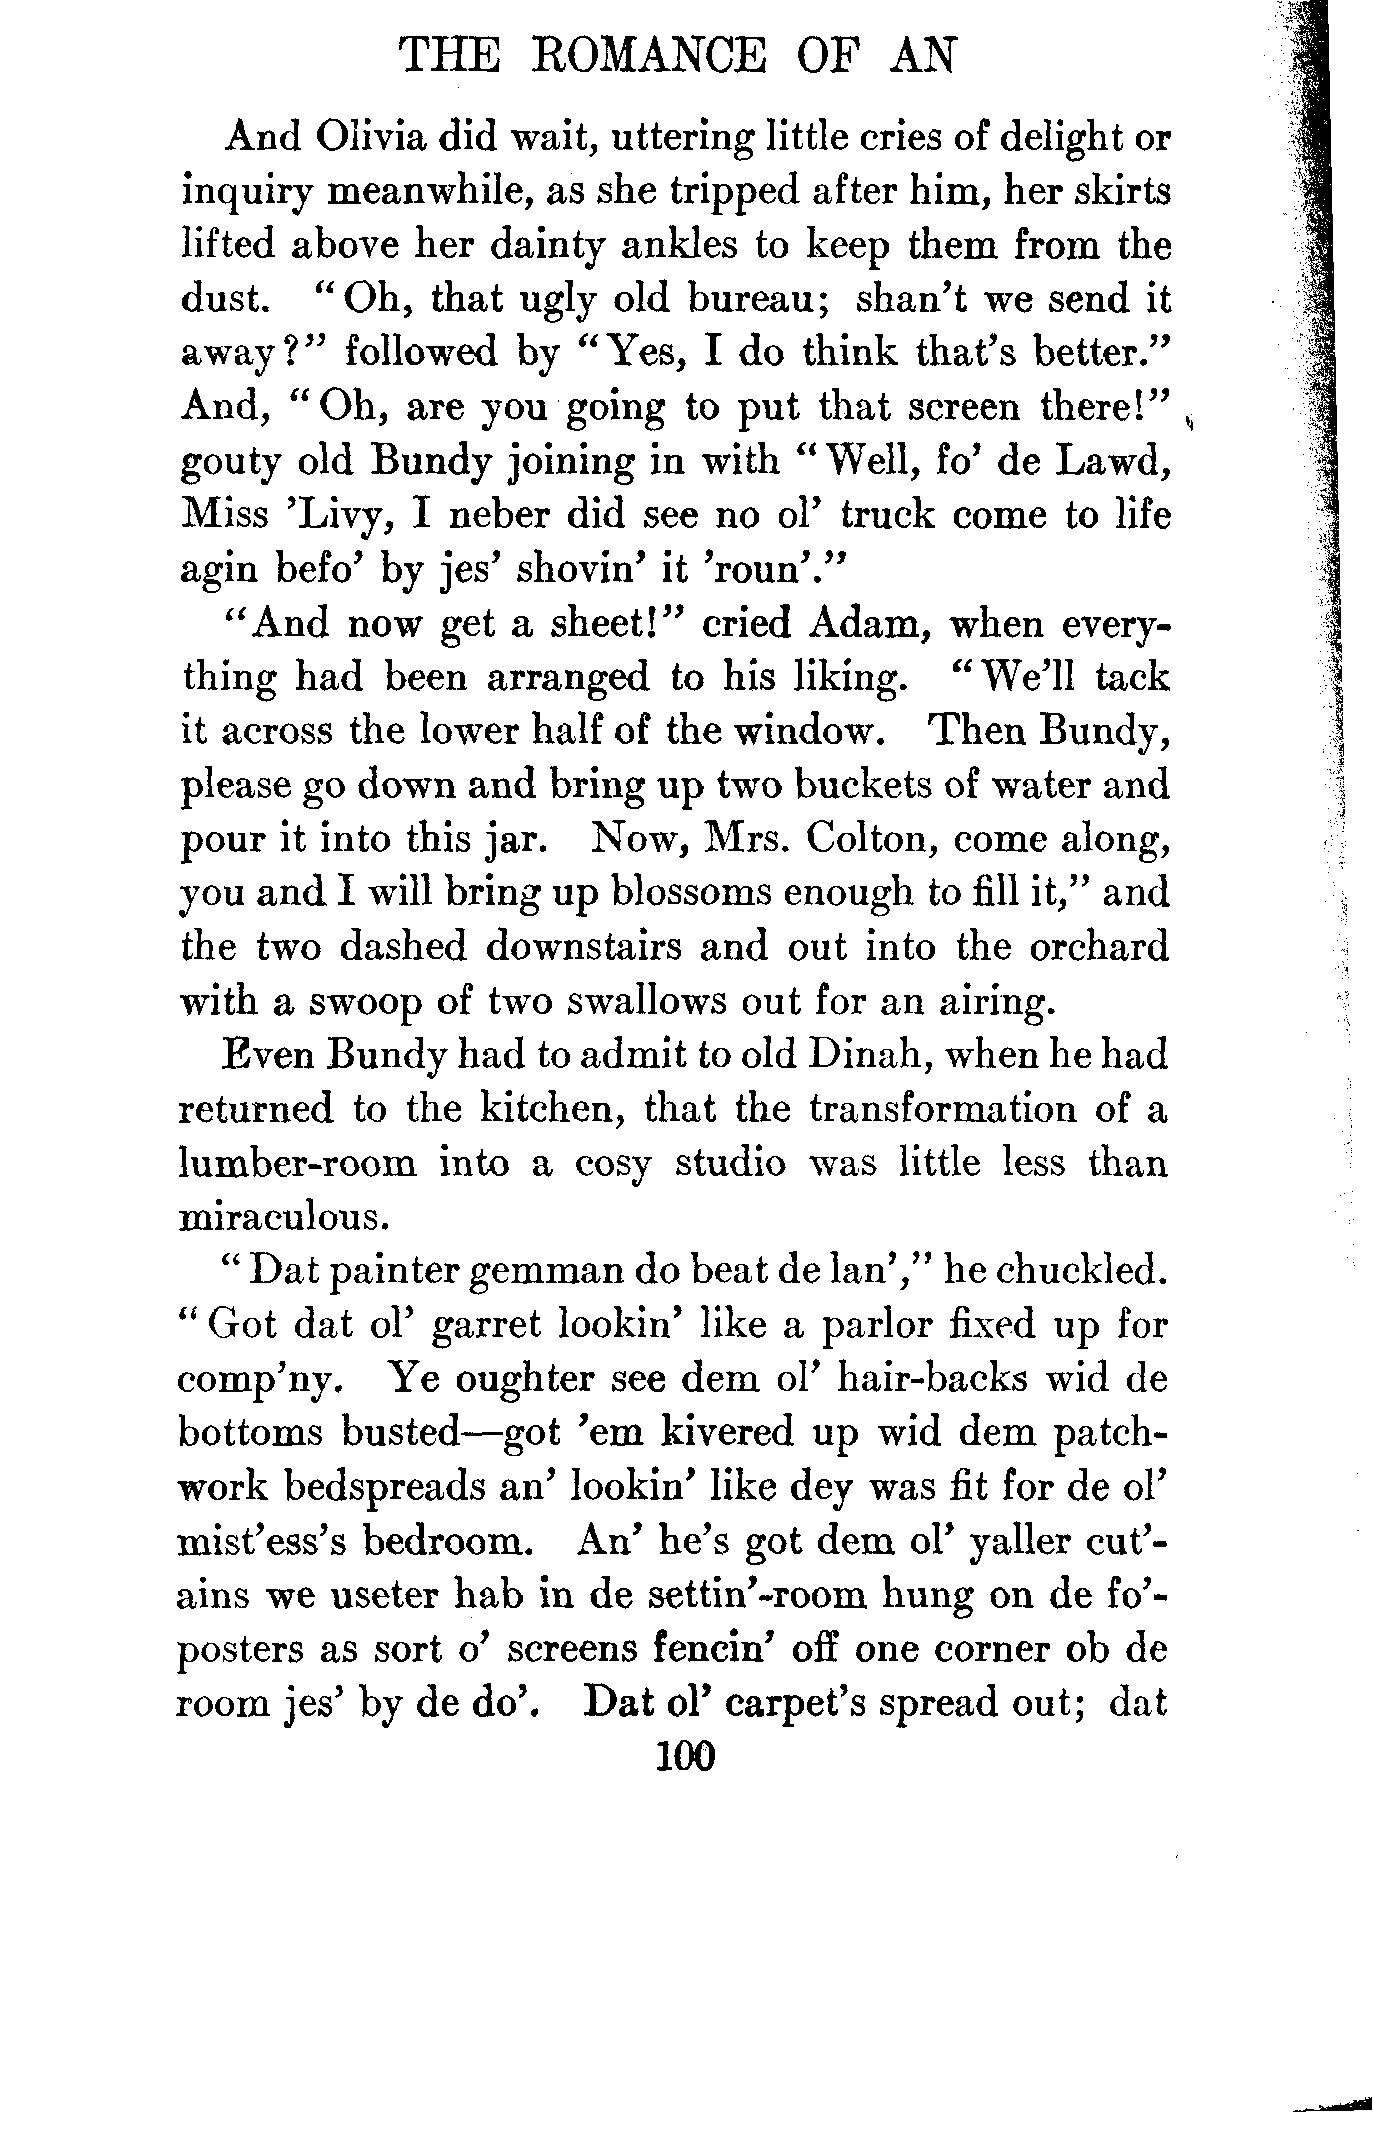 THE ROMANCE OF AN
And Olivia did wait, uttering little cries of delight or
inquiry meanwhile, as she tripped after him, her skirts
lifted above her dainty ankles to keep them from the
dust. "Oh, that ugly old bureau; shan't we send it
away?" followed by "Yes, I do think that's better."
And, "Oh, are you going to put that screen there!"
gouty old Bundy joining in with "Well, fo' de Lawd,
Miss 'Livy, I neber did see no ol' truck come to life
agin befo' by jes' shovin' it 'roun'."
"And now get a sheet!" cried Adam, when every-
thing had been arranged to his liking. "We'll tack
it across the lower half of the window. Then Bundy,
please go down and bring up two buckets of water and
pour it into this jar. Now, Mrs. Colton, come along,
you and I will bring up blossoms enough to fill it," and
the two dashed downstairs and out into the orchard
with a swoop of two swallows out for an airing.
Even Bundy had to admit to old Dinah, when he had
returned to the kitchen, that the transformation of a
lumber-room into a cosy studio was little less than
miraculous.
"Dat painter gemman do beat de lan'," he chuckled.
"Got dat ol' garret lookin' like a parlor fixed up for
comp'ny. Ye oughter see dem ol' hair-backs wid de
bottoms busted—got 'em kivered up wid dem patch-
work bedspreads an' lookin' like dey was fit for de ol'
mist'ess's bedroom. An' he's got dem ol' yaller cut'-
ains we useter hab in de settin'-room hung on de fo'-
posters as sort o' screens fencin' off one corner ob de
room jes' by de do'. Dat ol' carpet's spread out; dat
100